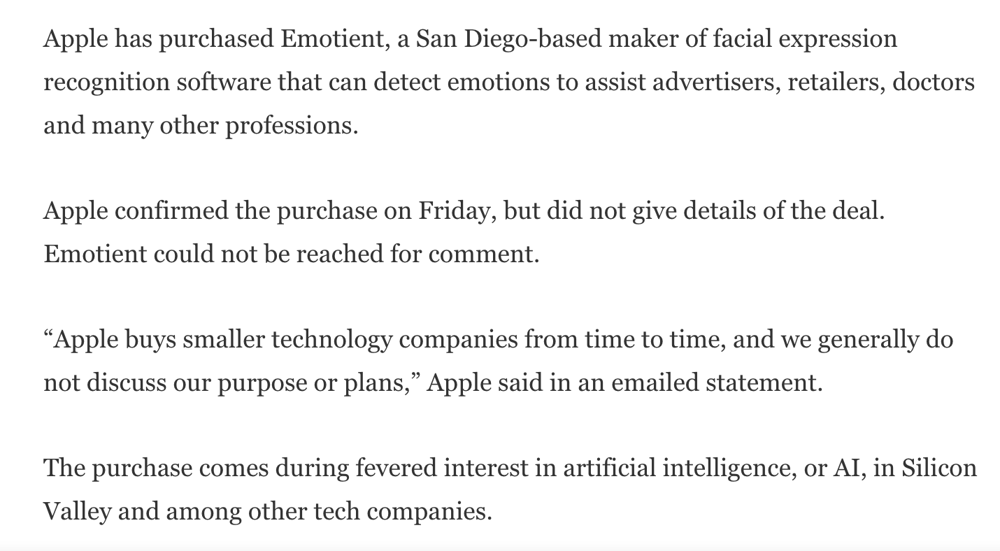 Apple has purchased Emotient, a San Diego-based maker of facial expression
recognition software that can detect emotions to assist advertisers, retailers, doctors
and many other professions.
Apple confirmed the purchase on Friday, but did not give details of the deal.
Emotient could not be reached for comment.
“Apple buys smaller technology companies from time to time, and we generally do
not discuss our purpose or plans,” Apple said in an emailed statement.
The purchase comes during fevered interest in artificial intelligence, or AI, in Silicon
Valley and among other tech companies.